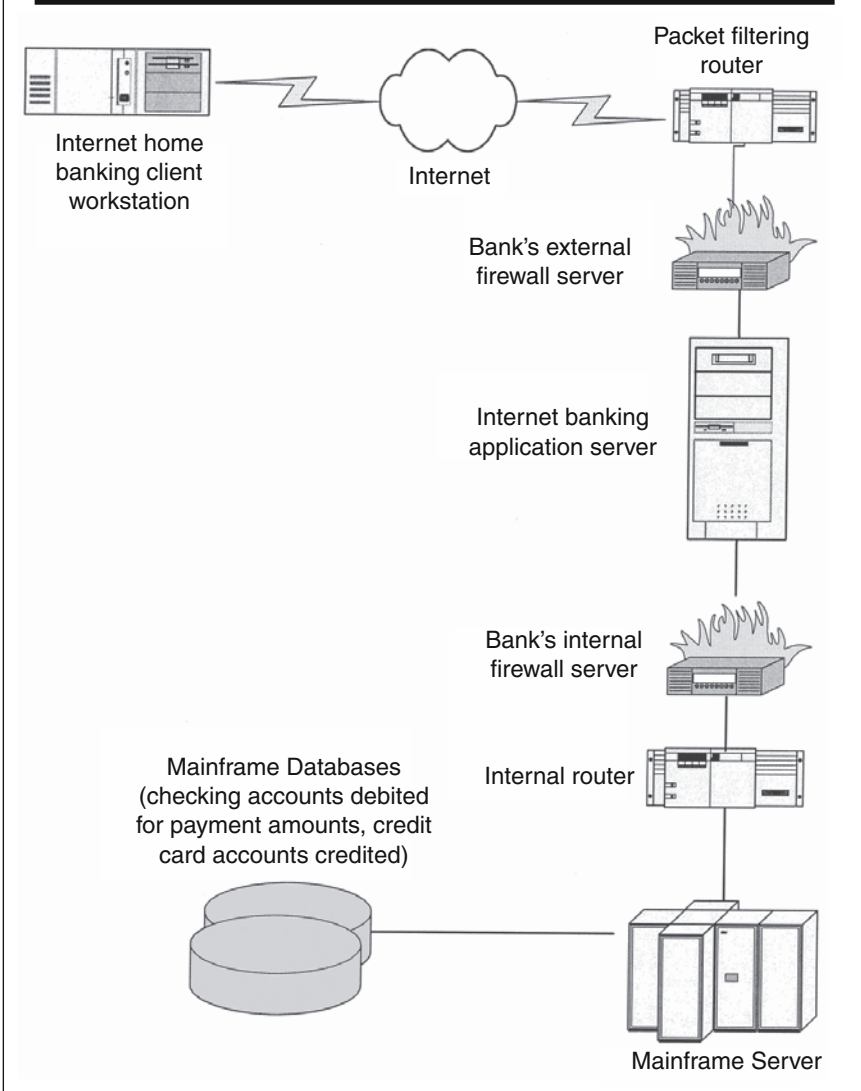 Packet filtering
router
Internet home
banking client
workstation
Internet
Bank's external
firewall server
Internet banking
application server
Bank's internal
firewall server
Mainframe Databases
(checking accounts debited
for payment amounts, credit
card accounts credited)
Internal router
Mainframe Server